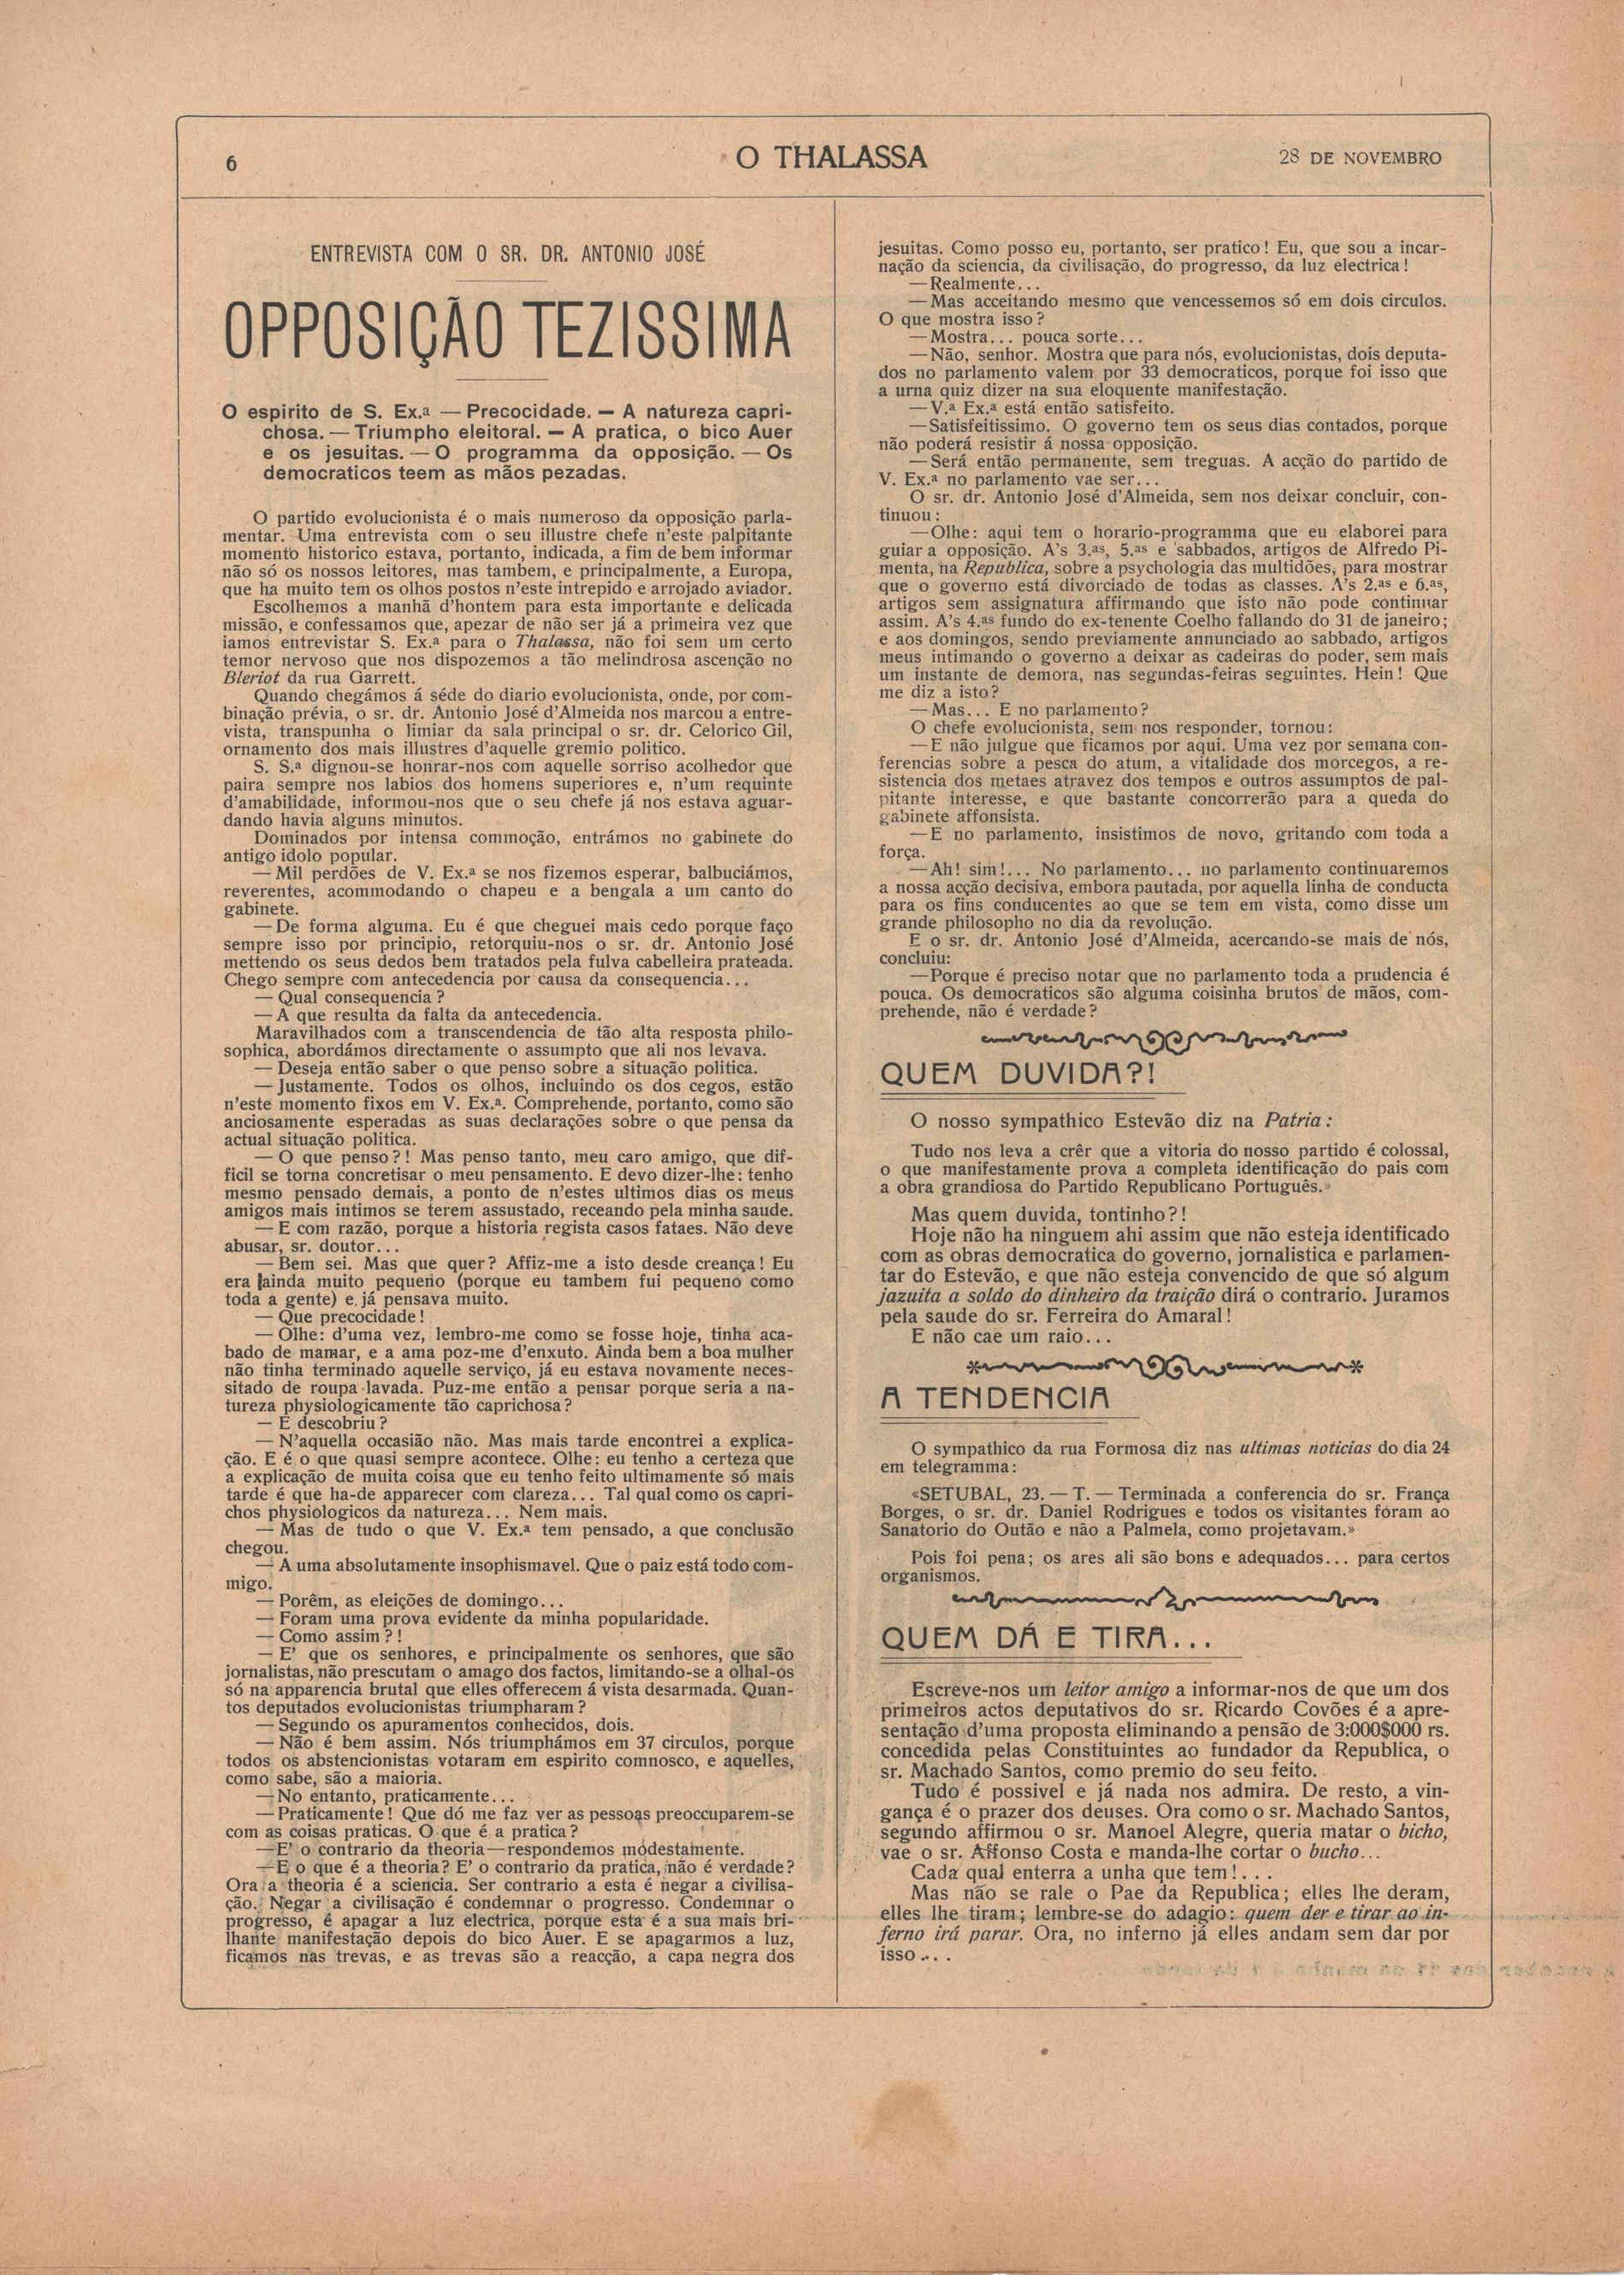 6
O THALASSA
28 DE NOVEMBRO
ENTREVISTA COM O SR. DR. ANTONIO JOSÉ
OPPOSIÇÃO TEZISSIMA
O espirito de S. Ex.ª — Precocidade. — A natureza capri-
chosa. — Triumpho eleitoral. — A pratica, o bico Auer
e os jesuitas. — O programma da opposição. — Os
democraticos teem as mãos pezadas.
O partido evolucionista é o mais numeroso da opposição parla-
mentar. Uma entrevista com o seu illustre chefe n'este palpitante
momento historico estava, portanto, indicada, a fim de bem informar
não só os nossos leitores, mas tambem, e principalmente, a Europa,
que ha muito tem os olhos postos n'este intrepido e arrojado aviador.
Escolhemos a manhã d'hontem para esta importante e delicada
missão, e confessamos que, apezar de não ser já a primeira vez que
iamos entrevistar S. Ex.ª para o Thalassa, não foi sem um certo
temor nervoso que nos dispozemos a tão melindrosa ascenção no
Bleriot da rua Garrett.
Quando chegámos á séde do diario evolucionista, onde, por com-
binação prévia, o sr. dr. Antonio José d'Almeida nos marcou a entre-
vista, transpunha o limiar da sala principal o sr. dr. Celorico Gil,
ornamento dos mais illustres d'aquelle gremio politico.
S. S.ª dignou-se honrar-nos com aquelle sorriso acolhedor que
paira sempre nos labios dos homens superiores e, n'um requinte
d'amabilidade, informou-nos que o seu chefe já nos estava aguar-
dando havia alguns minutos.
Dominados por intensa commoção, entrámos no gabinete do
antigo idolo popular.
— Mil perdões de V. Ex.ª se nos fizemos esperar, balbuciámos,
reverentes, acommodando o chapeu e a bengala a um canto do
gabinete.
— De forma alguma. Eu é que cheguei mais cedo porque faço
sempre isso por principio, retorquiu-nos o sr. dr. Antonio José
mettendo os seus dedos bem tratados pela fulva cabelleira prateada.
Chego sempre com antecedencia por causa da consequencia...
— Qual consequencia ?
— A que resulta da falta da antecedencia.
Maravilhados com a transcendencia de tão alta resposta philo-
sophica, abordámos directamente o assumpto que ali nos levava.
— Deseja então saber o que penso sobre a situação politica.
— Justamente. Todos os olhos, incluindo os dos cegos, estão
n'este momento fixos em V. Ex.ª. Comprehende, portanto, como são
anciosamente esperadas as suas declarações sobre o que pensa da
actual situação politica.
— O que penso ? ! Mas penso tanto, meu caro amigo, que dif-
ficil se torna concretisar o meu pensamento. E devo dizer-lhe: tenho
mesmo pensado demais, a ponto de n'estes ultimos dias os meus
amigos mais intimos se terem assustado, receando pela minha saude.
— E com razão, porque a historia regista casos fataes. Não deve
abusar, sr. doutor...
— Bem sei. Mas que quer ? Affiz-me a isto desde creança ! Eu
era ainda muito pequeno (porque eu tambem fui pequeno como
toda a gente) e já pensava muito.
— Que precocidade !
— Olhe: d'uma vez, lembro-me como se fosse hoje, tinha aca-
bado de mamar, e a ama poz-me d'enxuto. Ainda bem a boa mulher
não tinha terminado aquelle serviço, já eu estava novamente neces-
sitado de roupa lavada. Puz-me então a pensar porque seria a na-
tureza physiologicamente tão caprichosa ?
— E descobriu ?
— N'aquella occasião não. Mas mais tarde encontrei a explica-
ção. E é o que quasi sempre acontece. Olhe: eu tenho a certeza que
a explicação de muita coisa que eu tenho feito ultimamente só mais
tarde é que ha-de apparecer com clareza... Tal qual como os capri-
chos physiologicos da natureza... Nem mais.
— Mas de tudo o que V. Ex.ª tem pensado, a que conclusão
chegou.
— A uma absolutamente insophismavel. Que o paiz está todo com-
migo.
— Porêm, as eleições de domingo...
— Foram uma prova evidente da minha popularidade.
— Como assim ? !
— E' que os senhores, e principalmente os senhores, que são
jornalistas, não prescutam o amago dos factos, limitando-se a olhal-os
só na apparencia brutal que elles offerecem á vista desarmada. Quan-
tos deputados evolucionistas triumpharam ?
— Segundo os apuramentos conhecidos, dois.
— Não é bem assim. Nós triumphámos em 37 circulos, porque
todos os abstencionistas votaram em espirito comnosco, e aquelles,
como sabe, são a maioria.
— No entanto, praticamente...
— Praticamente ! Que dó me faz ver as pessoas preoccuparem-se
com as coisas praticas. O que é a pratica ?
— E' o contrario da theoria — respondemos modestamente.
— E o que é a theoria ? E' o contrario da pratica, não é verdade ?
Ora a theoria é a sciencia. Ser contrario a esta é negar a civilisa-
ção. Negar a civilisação é condemnar o progresso. Condemnar o
progresso, é apagar a luz electrica, porque esta é a sua mais bri-
lhante manifestação depois do bico Auer. E se apagarmos a luz,
ficamos nas trevas, e as trevas são a reacção, a capa negra dos
jesuitas. Como posso eu, portanto, ser pratico ! Eu, que sou a incar-
nação da sciencia, da civilisação, do progresso, da luz electrica !
— Realmente...
— Mas acceitando mesmo que vencessemos só em dois circulos.
O que mostra isso ?
— Mostra... pouca sorte...
— Não, senhor. Mostra que para nós, evolucionistas, dois deputa-
dos no parlamento valem por 33 democraticos, porque foi isso que
a urna quiz dizer na sua eloquente manifestação.
— V.ª Ex.ª está então satisfeito.
— Satisfeitissimo. O governo tem os seus dias contados, porque
não poderá resistir á nossa opposição.
— Será então permanente, sem treguas. A acção do partido de
V. Ex.ª no parlamento vae ser...
O sr. dr. Antonio José d'Almeida, sem nos deixar concluir, con-
tinuou :
— Olhe: aqui tem o horario-programma que eu elaborei para
guiar a opposição. A's 3.as, 5.as e sabbados, artigos de Alfredo Pi-
menta, na Republica, sobre a psychologia das multidões, para mostrar
que o governo está divorciado de todas as classes. A's 2.as e 6.as,
artigos sem assignatura affirmando que isto não pode continuar
assim. A's 4.as fundo do ex-tenente Coelho fallando do 31 de janeiro ;
e aos domingos, sendo previamente annunciado ao sabbado, artigos
meus intimando o governo a deixar as cadeiras do poder, sem mais
um instante de demora, nas segundas-feiras seguintes. Hein ! Que
me diz a isto ?
— Mas... E no parlamento ?
O chefe evolucionista, sem nos responder, tornou :
— E não julgue que ficamos por aqui. Uma vez por semana con-
ferencias sobre a pesca do atum, a vitalidade dos morcegos, a re-
sistencia dos metaes atravez dos tempos e outros assumptos de pal-
pitante interesse, e que bastante concorrerão para a queda do
gabinete affonsista.
— E no parlamento, insistimos de novo, gritando com toda a
força.
— Ah! sim!... No parlamento... no parlamento continuaremos
a nossa acção decisiva, embora pautada, por aquella linha de conducta
para os fins conducentes ao que se tem em vista, como disse um
grande philosopho no dia da revolução.
E o sr. dr. Antonio José d'Almeida, acercando-se mais de nós,
concluiu:
— Porque é preciso notar que no parlamento toda a prudencia é
pouca. Os democraticos são alguma coisinha brutos de mãos, com-
prehende, não é verdade ?
QUEM DUVIDA?!
O nosso sympathico Estevão diz na Patria :
Tudo nos leva a crêr que a vitoria do nosso partido é colossal,
o que manifestamente prova a completa identificação do pais com
a obra grandiosa do Partido Republicano Português.»
Mas quem duvida, tontinho ? !
Hoje não ha ninguem ahi assim que não esteja identificado
com as obras democratica do governo, jornalistica e parlamen-
tar do Estevão, e que não esteja convencido de que só algum
jazuita a soldo do dinheiro da traição dirá o contrario. Juramos
pela saude do sr. Ferreira do Amaral !
E não cae um raio...
A TENDENCIA
O sympathico da rua Formosa diz nas ultimas noticias do dia 24
em telegramma :
«SETUBAL, 23. — T. — Terminada a conferencia do sr. França
Borges, o sr. dr. Daniel Rodrigues e todos os visitantes fóram ao
Sanatorio do Outão e não a Palmela, como projetavam.»
Pois foi pena; os ares ali são bons e adequados... para certos
organismos.
QUEM DÁ E TIRA...
Escreve-nos um leitor amigo a informar-nos de que um dos
primeiros actos deputativos do sr. Ricardo Covões é a apre-
sentação d'uma proposta eliminando a pensão de 3:000$000 rs.
concedida pelas Constituintes ao fundador da Republica, o
sr. Machado Santos, como premio do seu feito.
Tudo é possivel e já nada nos admira. De resto, a vin-
gança é o prazer dos deuses. Ora como o sr. Machado Santos,
segundo affirmou o sr. Manoel Alegre, queria matar o bicho,
vae o sr. Affonso Costa e manda-lhe cortar o bucho...
Cada qual enterra a unha que tem !...
Mas não se rale o Pae da Republica ; elles lhe deram,
elles lhe tiram ; lembre-se do adagio : quem der e tirar ao in-
ferno irá parar. Ora, no inferno já elles andam sem dar por
isso...